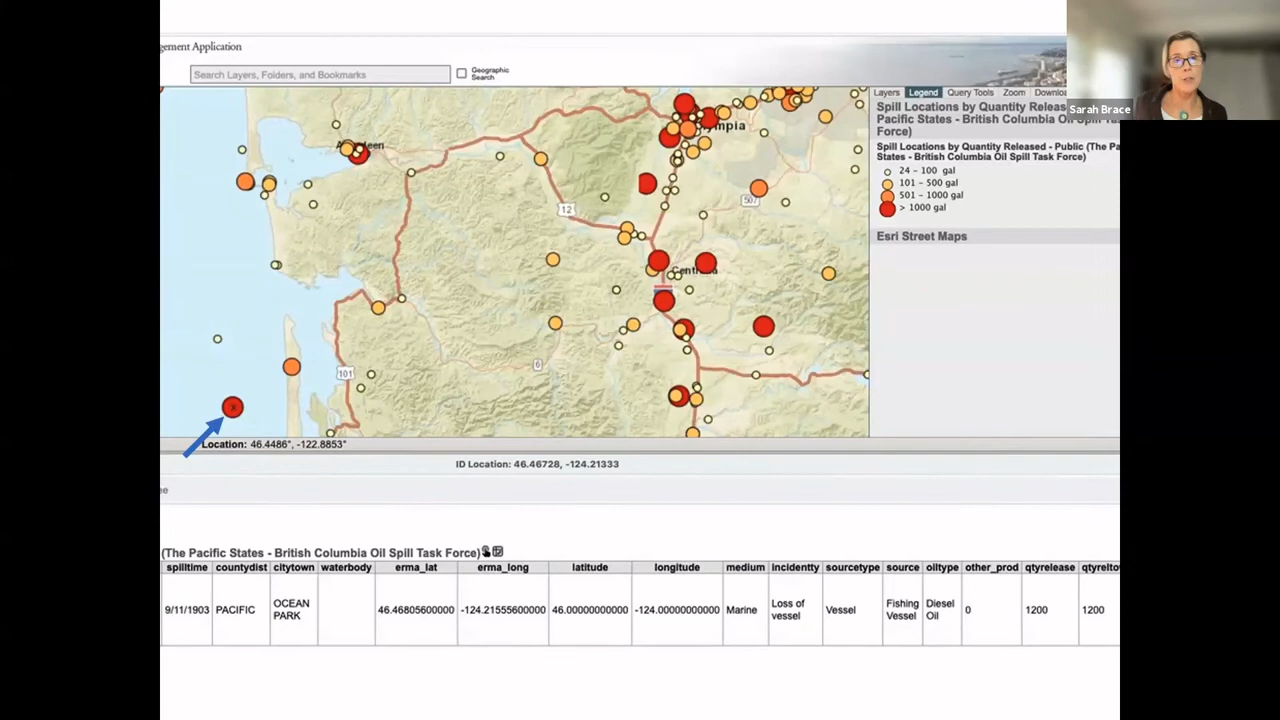 gement Application
Search Layers, Folders, and Bookmarks
Geographic
Search
Sarah Brace
Layers Legend Query Tools Zoom Downloa
Spill Locations by Quantity Releas
Pacific States - British Columbia Oil Spill Ta
Force)
Spill Locations by Quantity Released - Public (The Pa
States - British Columbia Oil Spill Task Force)
24 - 100 gal
101 - 500 gal
501 - 1000 gal
> 1000 gal
Esri Street Maps
12
507
6
101
x
Location: 46.4486°, -122.8853°
ID Location: 46.46728, -124.21333
ee
(The Pacific States - British Columbia Oil Spill Task Force)
spilltime countydist citytown waterbody erma_lat erma_long latitude longitude medium incidentty sourcetype source oiltype other_prod qtyrelease qtyrelto
9/11/1903 PACIFIC OCEAN PARK 46.46805600000 -124.21555600000 46.00000000000 -124.00000000000 Marine Loss of vessel Vessel Fishing Vessel Diesel Oil 0 1200 1200